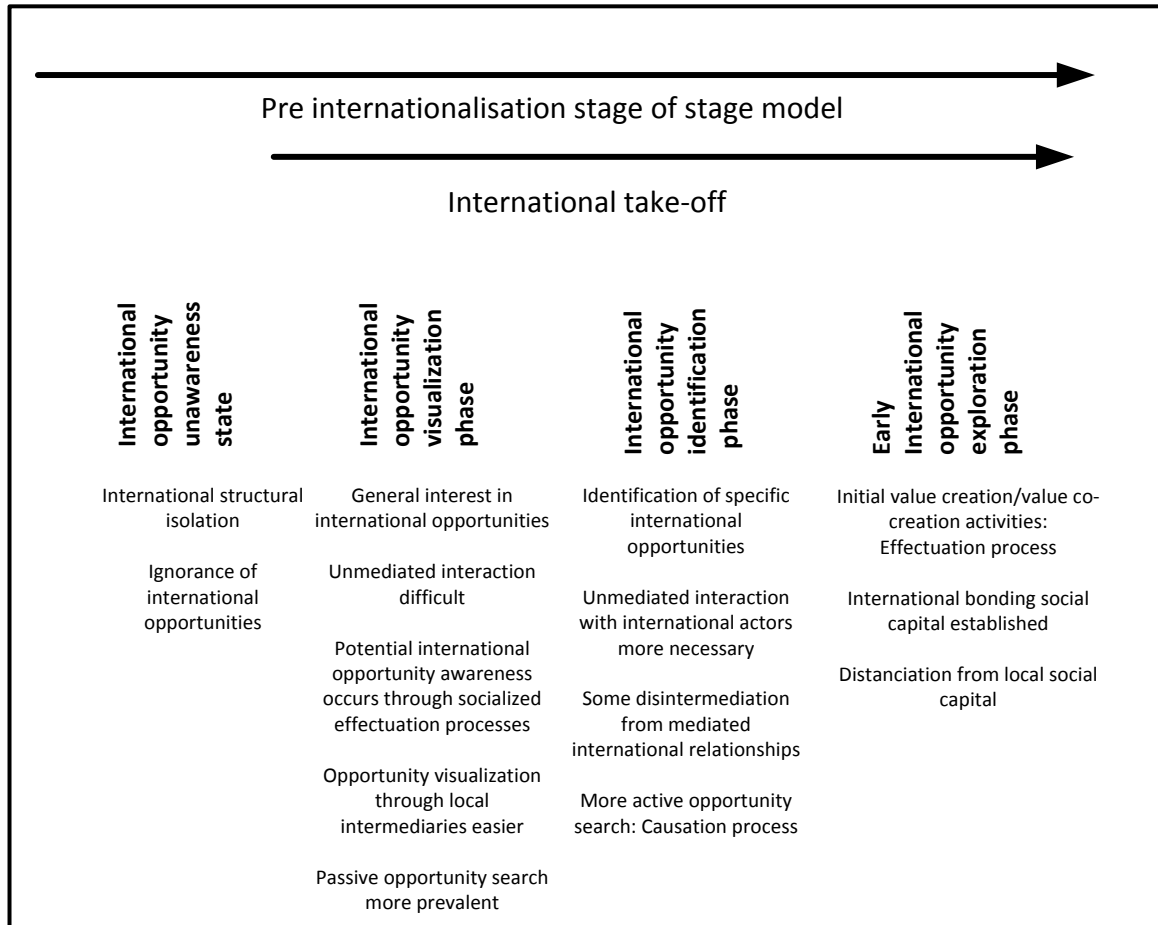 Pre internationalisation stage of stage model
International take-off
International
opportunity
unawareness
state
International
opportunity
visualization
phase
International
opportunity
identification
phase
Early
International
opportunity
exploration
phase
International structural
isolation
Ignorance of
international
opportunities
General interest in
international opportunities
Unmediated interaction
difficult
Potential international
opportunity awareness
occurs through socialized
effectuation processes
Opportunity visualization
through local
intermediaries easier
Passive opportunity search
more prevalent
Identification of specific
international
opportunities
Unmediated interaction
with international actors
more necessary
Some disintermediation
from mediated
international relationships
More active opportunity
search: Causation process
Initial value creation/value co-
creation activities:
Effectuation process
International bonding social
capital established
Distanciation from local social
capital